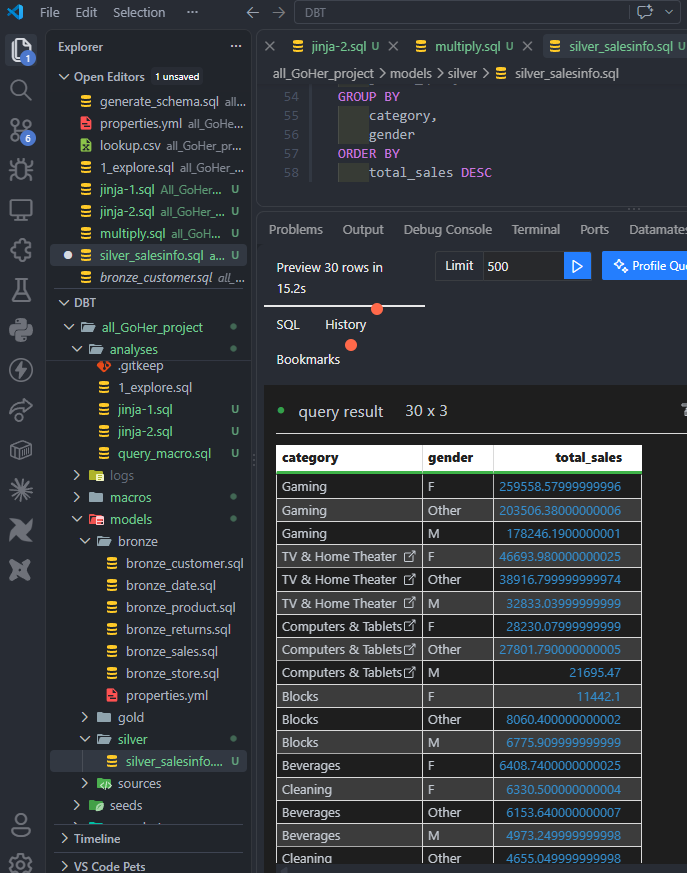 File Edit Selection ··· DBT
1
6
Explorer ···
Open Editors 1 unsaved
generate_schema.sql all...
properties.yml all_GoHe...
lookup.csv all_GoHer_pr...
1_explore.sql all_GoHer_...
jinja-1.sql All_GoHer_... U
jinja-2.sql all_GoHer_... U
multiply.sql all_GoH... U
silver_salesinfo.sql a... U
bronze_customer.sql all_...
DBT
all_GoHer_project
analyses
.gitkeep
1_explore.sql
jinja-1.sql U
jinja-2.sql U
query_macro.sql U
logs
macros
models
bronze
bronze_customer.sql
bronze_date.sql
bronze_product.sql
bronze_returns.sql
bronze_sales.sql
bronze_store.sql
properties.yml
gold
silver
silver_salesinfo.... U
sources
seeds
Timeline
VS Code Pets
jinja-2.sql U multiply.sql U silver_salesinfo.sql U
all_GoHer_project > models > silver > silver_salesinfo.sql
54 GROUP BY
55 category,
56 gender
57 ORDER BY
58 total_sales DESC
Problems Output Debug Console Terminal Ports Datamates
Preview 30 rows in
15.2s
Limit 500 Profile Que
SQL History
Bookmarks
query result 30 x 3
category gender total_sales
Gaming F 259558.57999999996
Gaming Other 203506.38000000006
Gaming M 178246.1900000001
TV & Home Theater F 46693.980000000025
TV & Home Theater Other 38916.799999999974
TV & Home Theater M 32833.03999999999
Computers & Tablets F 28230.07999999999
Computers & Tablets Other 27801.790000000005
Computers & Tablets M 21695.47
Blocks F 11442.1
Blocks Other 8060.400000000002
Blocks M 6775.909999999999
Beverages F 6408.7400000000025
Cleaning F 6330.500000000004
Beverages Other 6153.640000000007
Beverages M 4973.249999999998
Cleaning Other 4655.049999999998